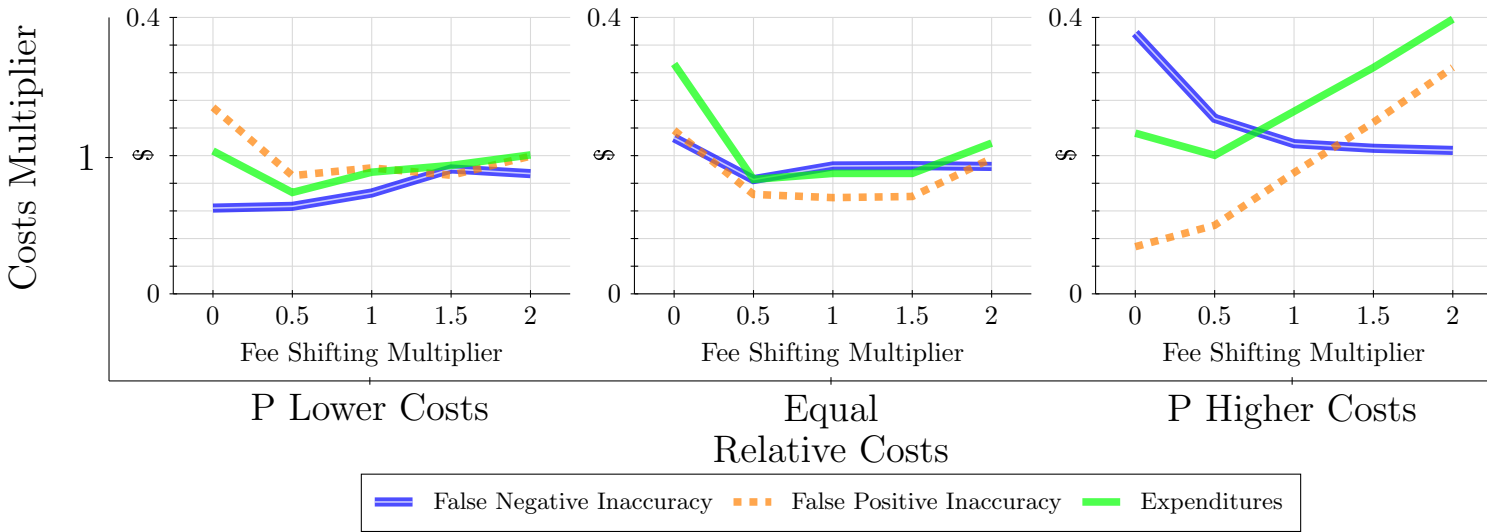 Costs Multiplier
1
0.4
0
$
0 0.5 1 1.5 2
Fee Shifting Multiplier
0.4
0
$
0 0.5 1 1.5 2
Fee Shifting Multiplier
0.4
0
$
0 0.5 1 1.5 2
Fee Shifting Multiplier
P Lower Costs
Equal
P Higher Costs
Relative Costs
False Negative Inaccuracy
False Positive Inaccuracy
Expenditures